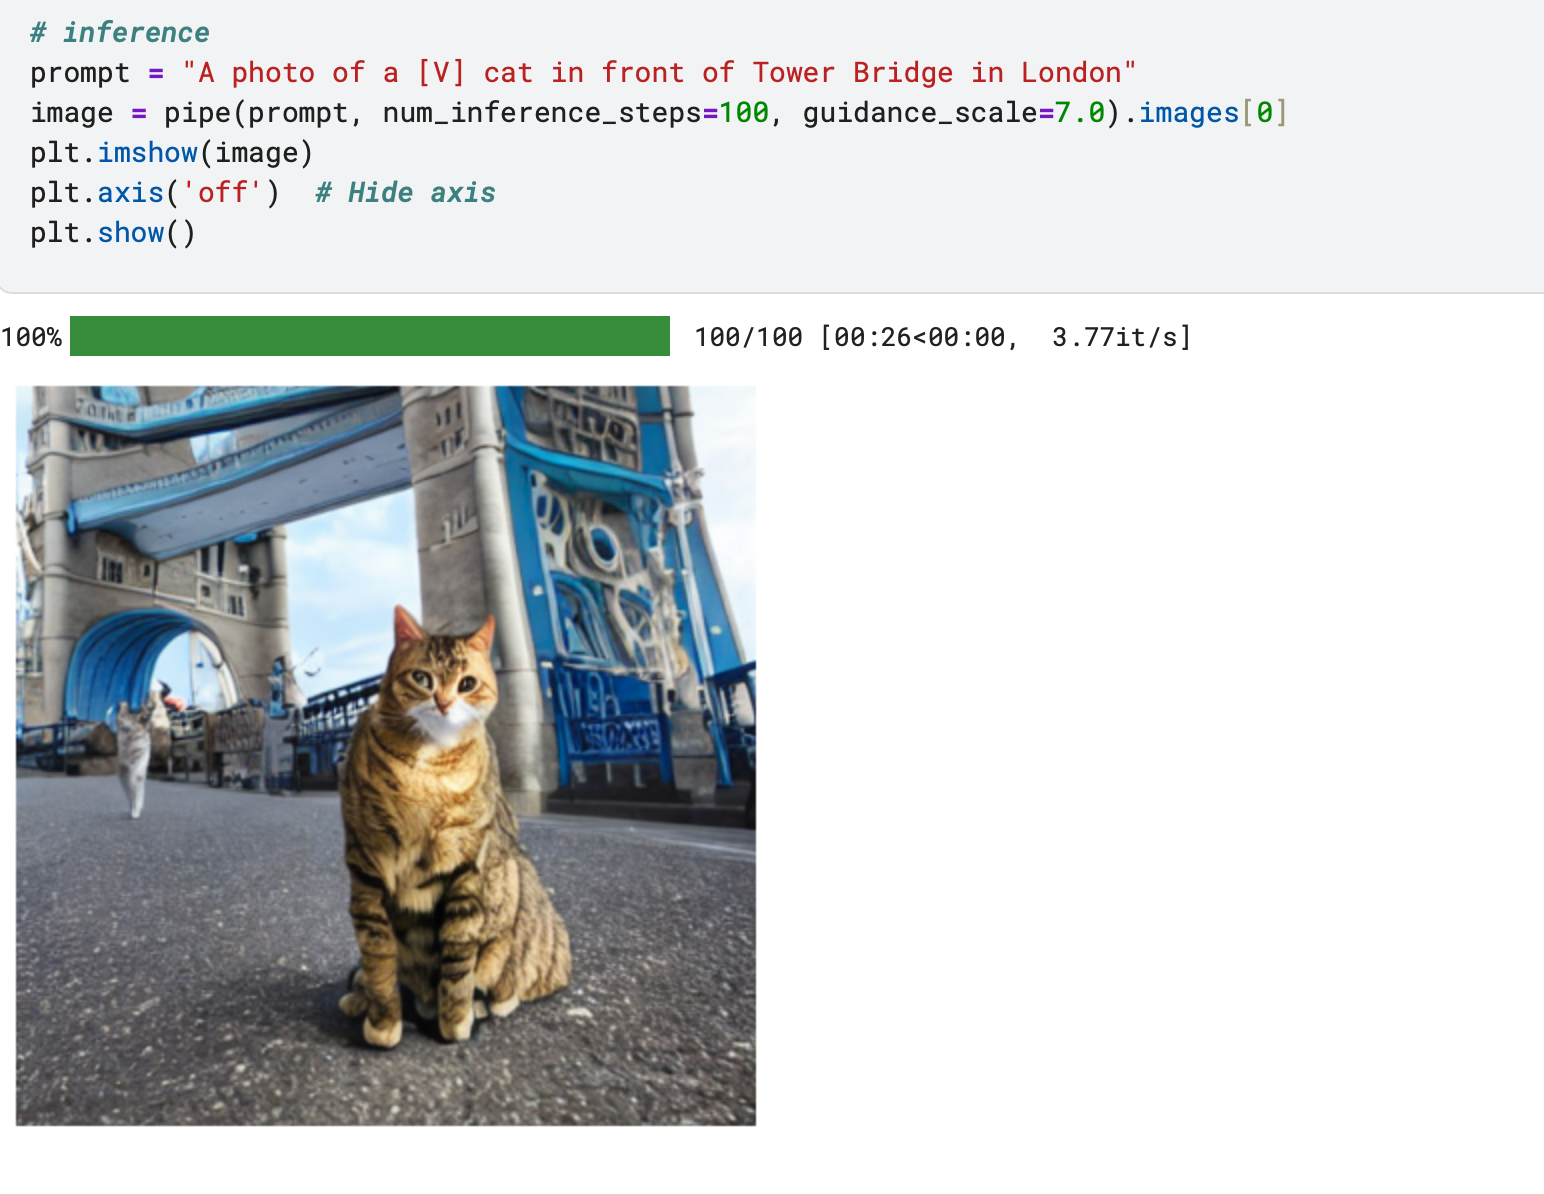 # inference
prompt = "A photo of a [V] cat in front of Tower Bridge in London"
image = pipe(prompt, num_inference_steps=100, guidance_scale=7.0).images[0]
plt.imshow(image)
plt.axis('off')  # Hide axis
plt.show()
100% 100/100 [00:26<00:00,  3.77it/s]